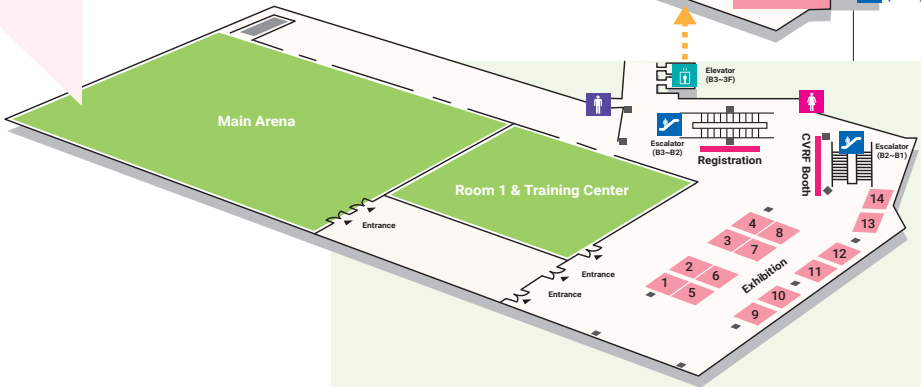 Elevator
(B3~3F)
Main Arena
Escalator
(B3~B2)
Registration
CVRF Booth
Escalator
(B2~B1)
Room 1 & Training Center
Entrance
Entrance
Entrance
Exhibition
1
2
3
4
5
6
7
8
9
10
11
12
13
14